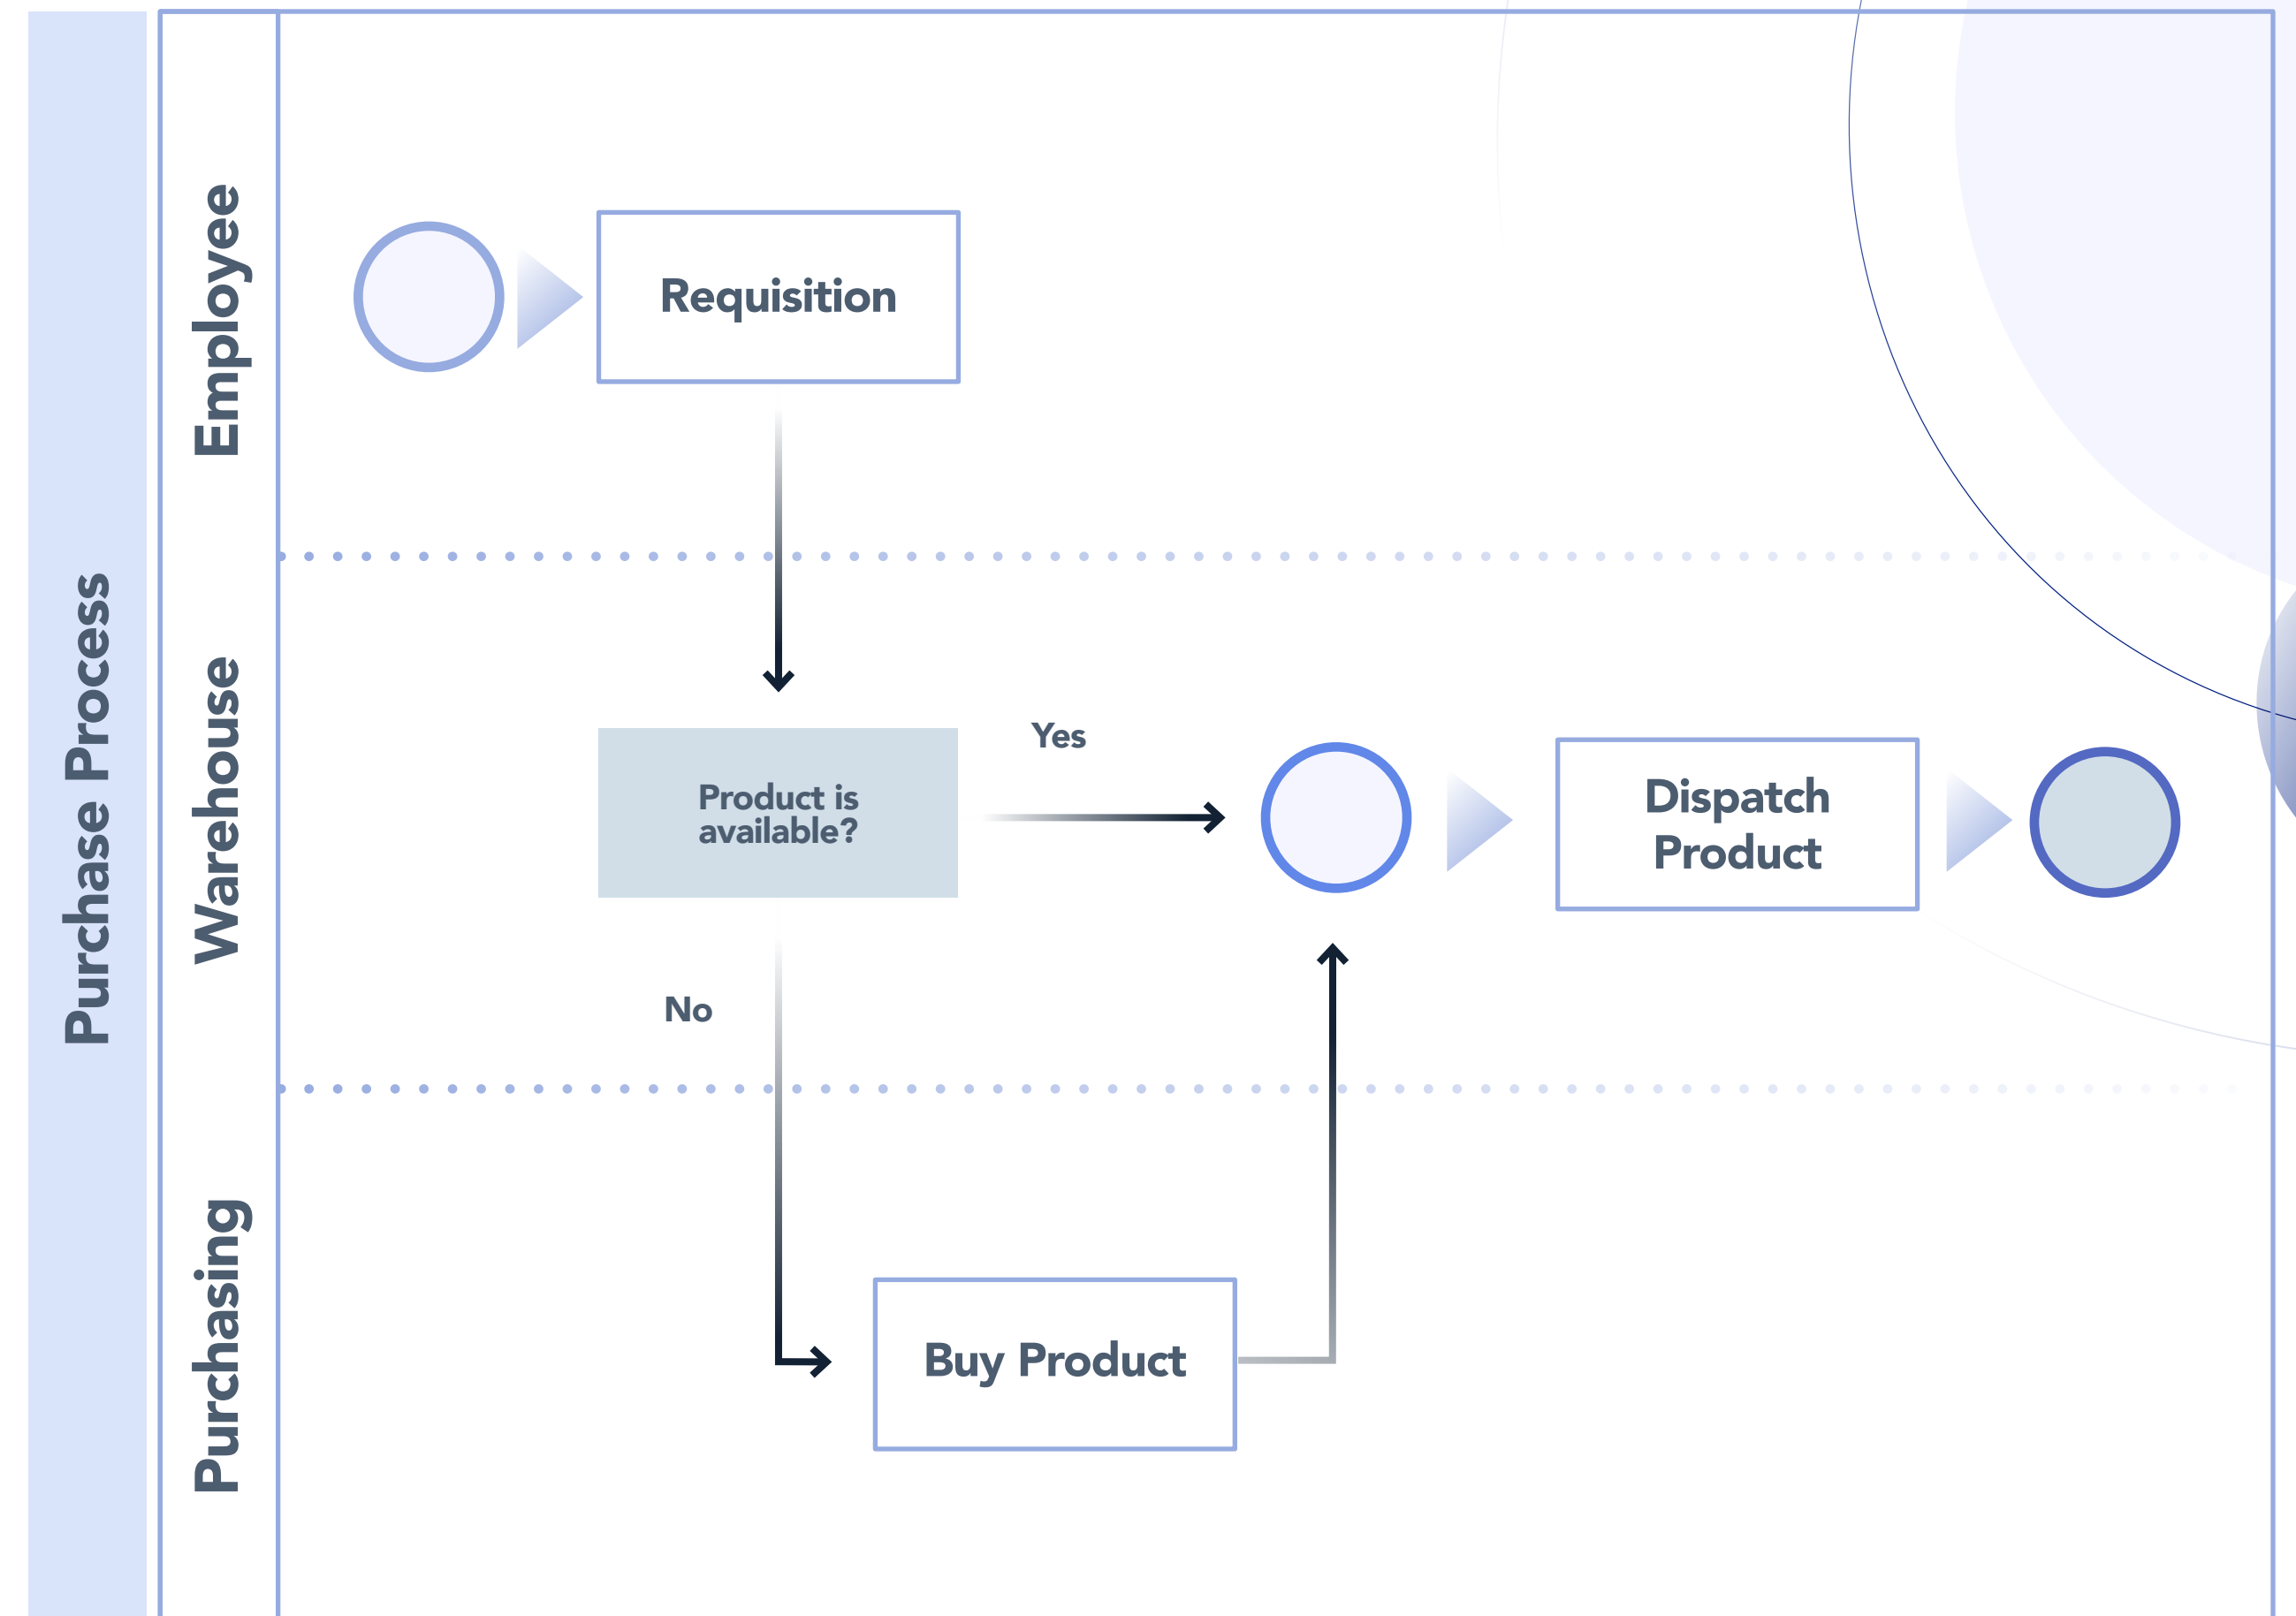 Purchase Process
Employee
Requisition
Warehouse
Product is
available?
Yes
No
Dispatch
Product
Purchasing
Buy Product